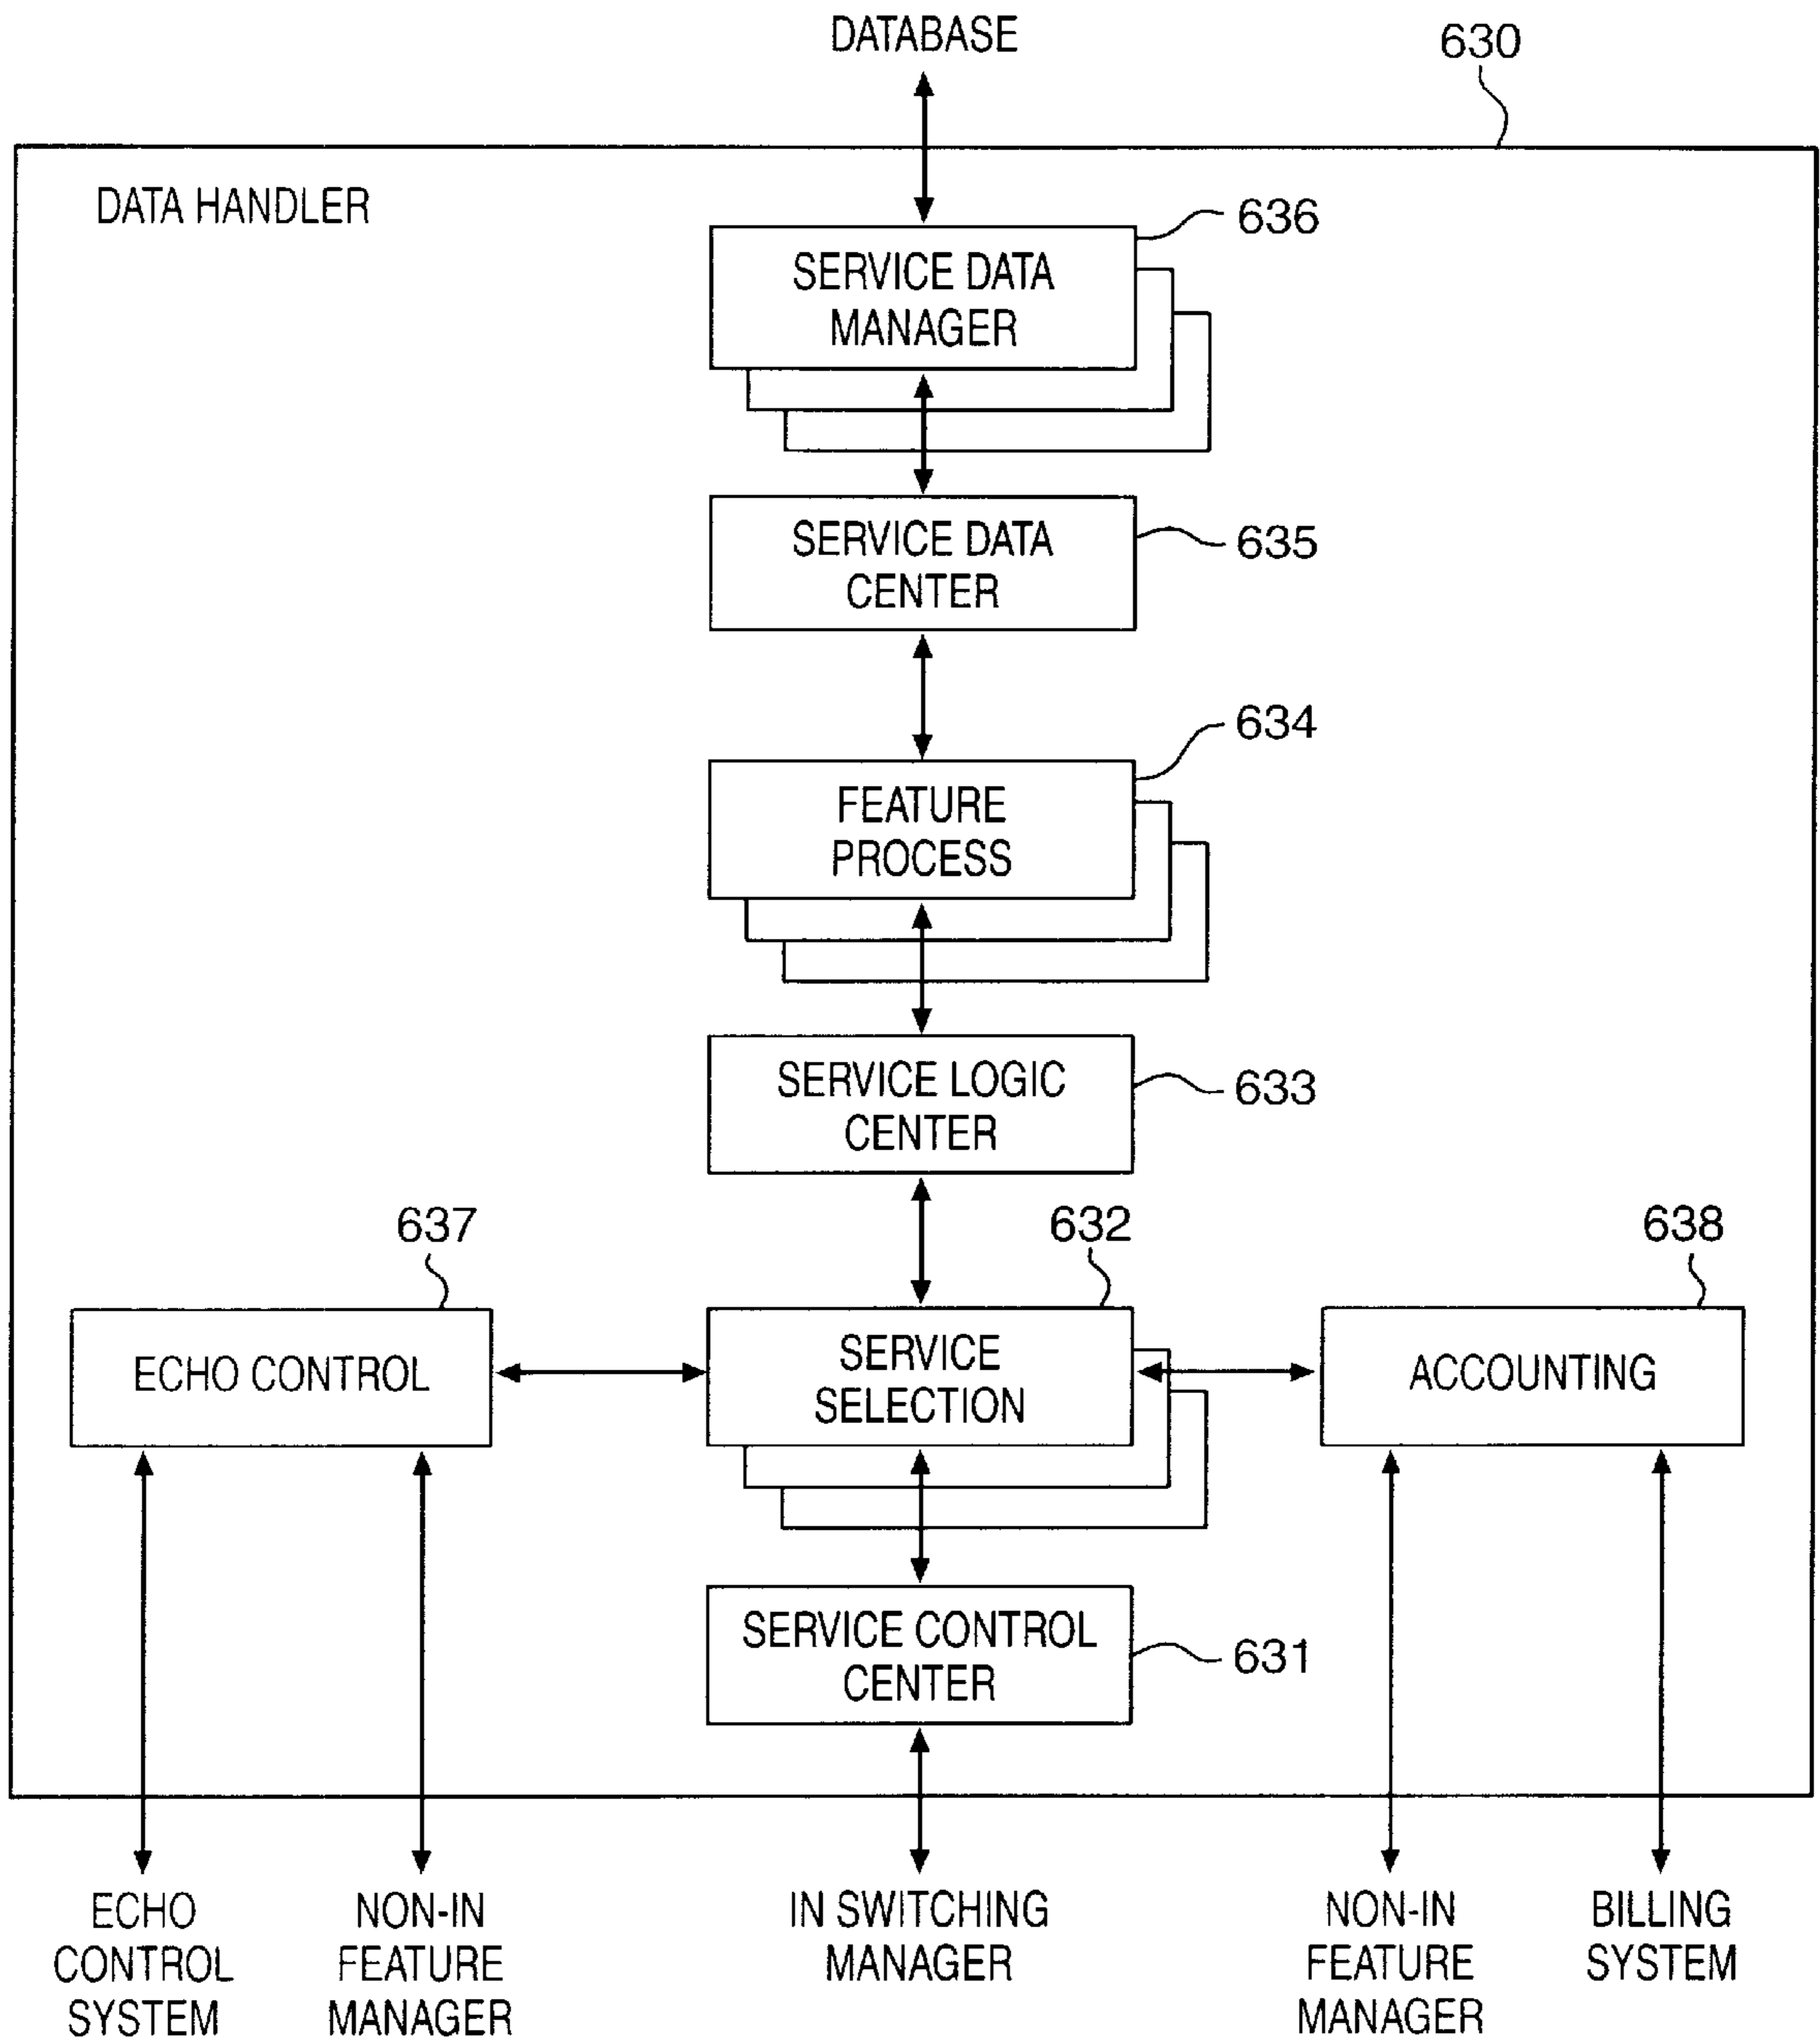 DATABASE
630
DATA HANDLER
636
SERVICE DATA
MANAGER
SERVICE DATA
CENTER
635
634
FEATURE
PROCESS
SERVICE LOGIC
CENTER
633
637
632
638
ECHO CONTROL
SERVICE
SELECTION
ACCOUNTING
SERVICE CONTROL
CENTER
631
ECHO
CONTROL
SYSTEM
NON-IN
FEATURE
MANAGER
IN SWITCHING
MANAGER
NON-IN
FEATURE
MANAGER
BILLING
SYSTEM